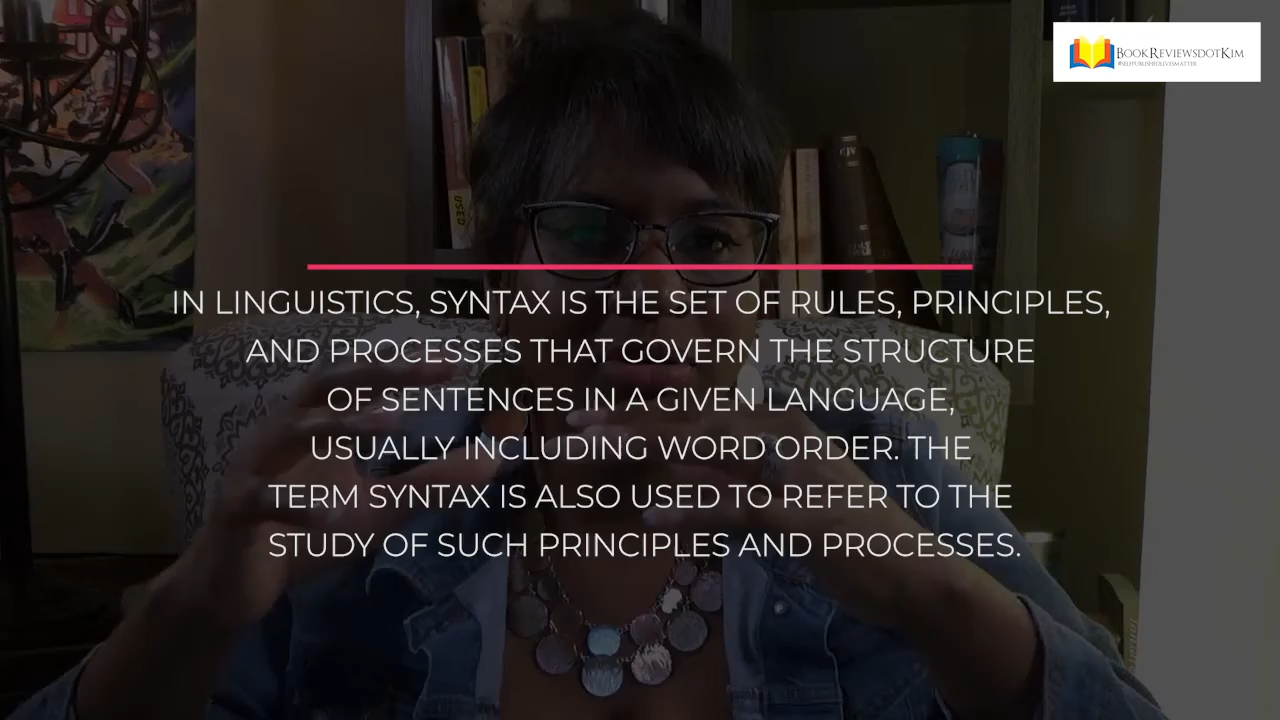 BOOKREVIEWSDOTKIM
#SELFPUBLISHEDLIVESMATTER
USED
IN LINGUISTICS, SYNTAX IS THE SET OF RULES, PRINCIPLES,
AND PROCESSES THAT GOVERN THE STRUCTURE
OF SENTENCES IN A GIVEN LANGUAGE,
USUALLY INCLUDING WORD ORDER. THE
TERM SYNTAX IS ALSO USED TO REFER TO THE
STUDY OF SUCH PRINCIPLES AND PROCESSES.